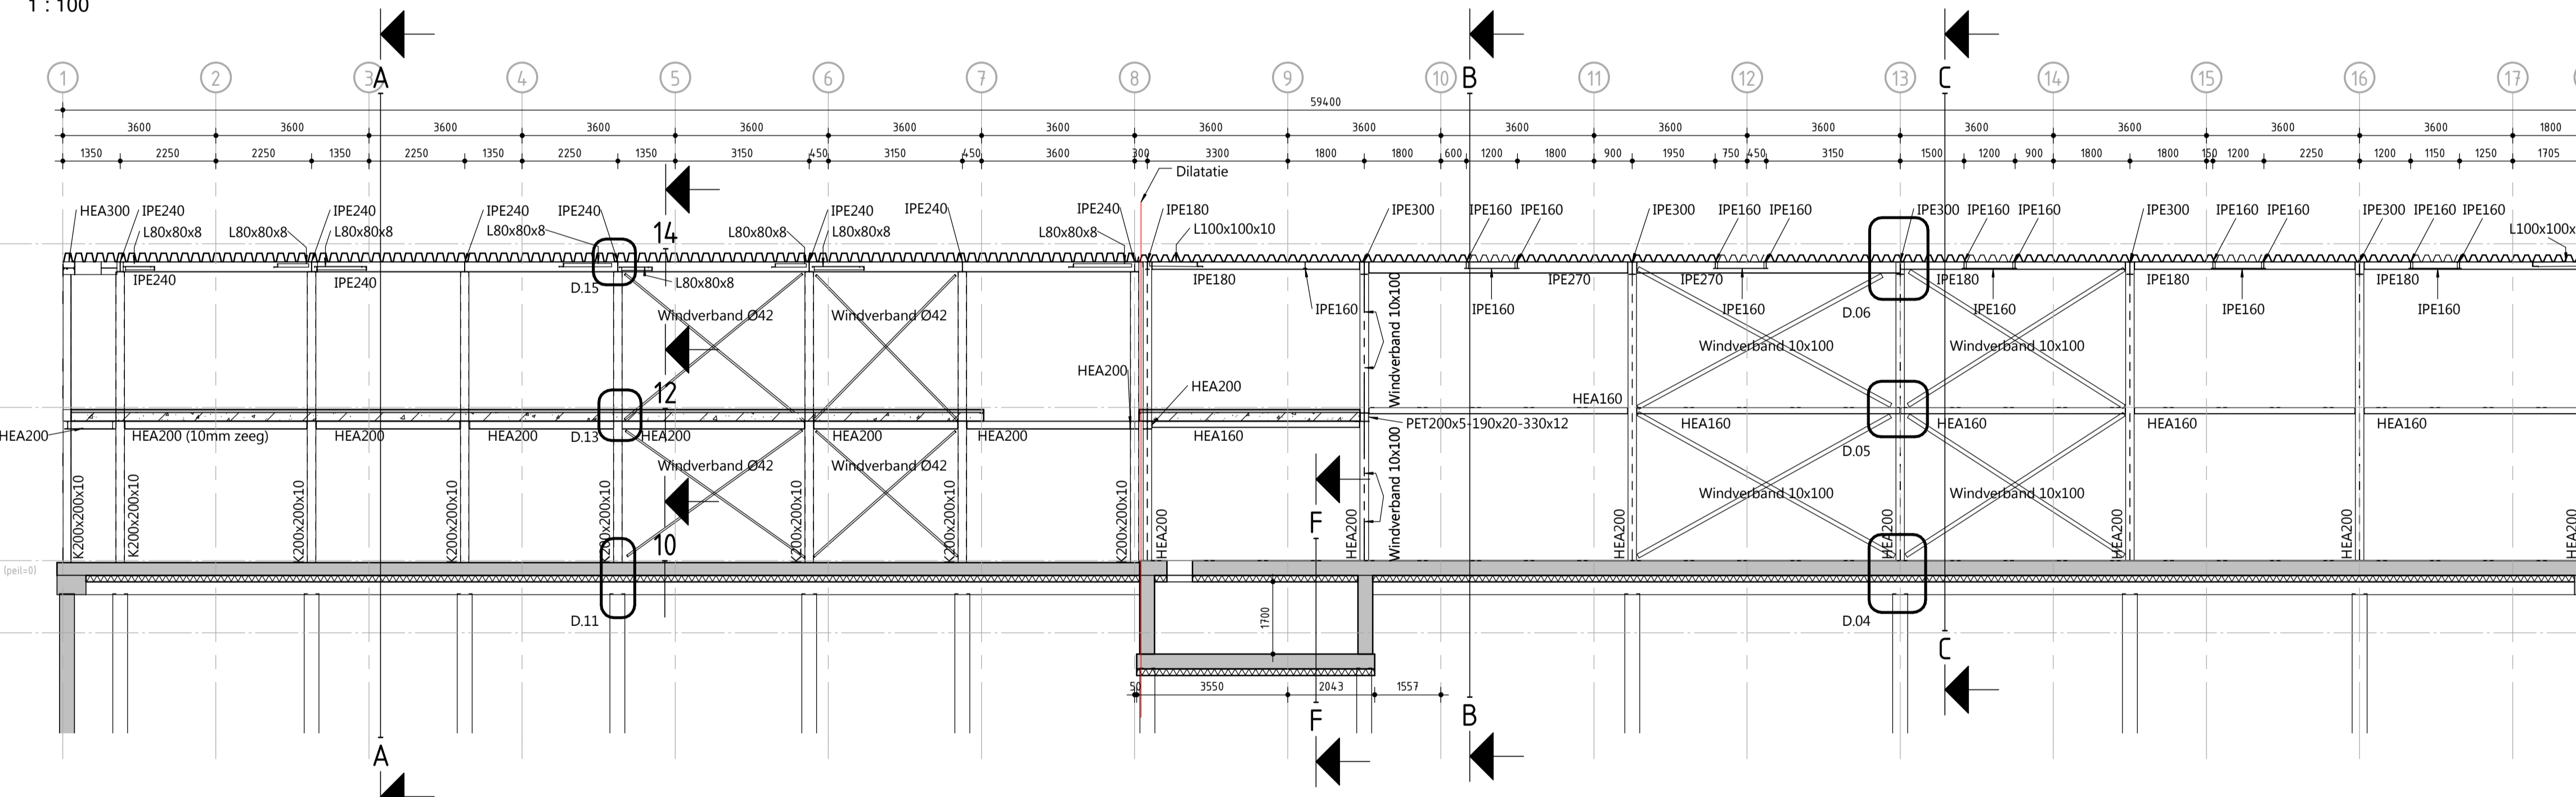 1 : 100
A B C
1 2 3 4 5 6 7 8 9 10 11 12 13 14 15 16 17
59400
3600 3600 3600 3600 3600 3600 3600 3600 3600 3600 3600 3600 3600 3600 3600 3600 1800
1350 2250 2250 1350 2250 1350 2250 1350 3150 450 3150 450 3600 300 3300 1800 1800 600 1200 1800 900 1950 750 450 3150 1500 1200 900 1800 1800 150 1200 2250 1200 1150 1250 1705
Dilatatie
HEA300 IPE240 IPE240 IPE240 IPE240 IPE240 IPE240 IPE240 IPE180 IPE300 IPE160 IPE160 IPE300 IPE160 IPE160 IPE300 IPE160 IPE160 IPE300 IPE160 IPE160 IPE300 IPE160 IPE160
L80x80x8 L80x80x8 L80x80x8 L80x80x8 14 L80x80x8 L80x80x8 L80x80x8 L100x100x10 L100x100x
IPE240 IPE240 D.15 L80x80x8 IPE180 IPE270 IPE270 IPE180 IPE180 IPE180
IPE160 IPE160 IPE160 IPE160 IPE160 IPE160
Windverband Ø42 Windverband Ø42 Windverband 10x100 D.06
Windverband 10x100 Windverband 10x100
HEA200 HEA200
12
HEA160
PET200x5-190x20-330x12
HEA200 HEA200 (10mm zeeg) HEA200 HEA200 D.13 HEA200 HEA200 HEA200 HEA160 HEA160 HEA160 HEA160 HEA160
D.05
Windverband Ø42 Windverband Ø42 Windverband 10x100
Windverband 10x100 Windverband 10x100
K200x200x10 K200x200x10 K200x200x10 K200x200x10 K200x200x10 K200x200x10 K200x200x10 K200x200x10 HEA200 HEA200 HEA200 HEA200 HEA200 HEA200 HEA200
10 F
(peil=0)
D.11 1700 D.04
C
50 3550 2043 1557
F B
A